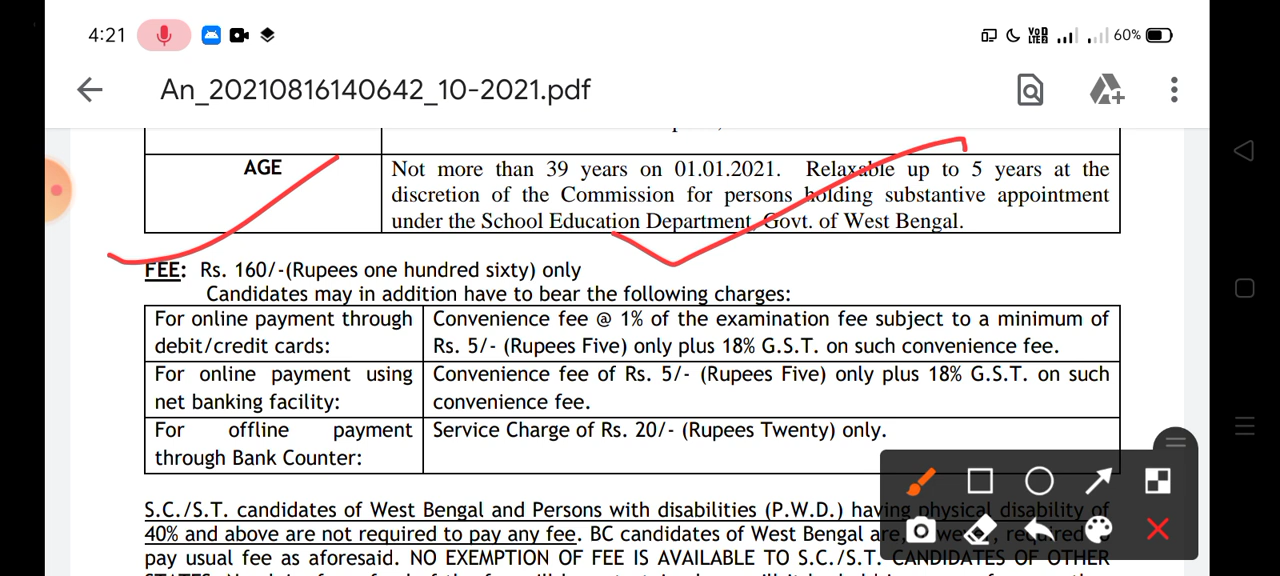 4:21
VoD LTE 60%
An_20210816140642_10-2021.pdf
AGE
Not more than 39 years on 01.01.2021. Relaxable up to 5 years at the
discretion of the Commission for persons holding substantive appointment
under the School Education Department, Govt. of West Bengal.
FEE: Rs. 160/-(Rupees one hundred sixty) only
Candidates may in addition have to bear the following charges:
For online payment through
debit/credit cards:
Convenience fee @ 1% of the examination fee subject to a minimum of
Rs. 5/- (Rupees Five) only plus 18% G.S.T. on such convenience fee.
For online payment using
net banking facility:
Convenience fee of Rs. 5/- (Rupees Five) only plus 18% G.S.T. on such
convenience fee.
For offline payment
through Bank Counter:
Service Charge of Rs. 20/- (Rupees Twenty) only.
S.C./S.T. candidates of West Bengal and Persons with disabilities (P.W.D.) having physical disability of
40% and above are not required to pay any fee. BC candidates of West Bengal are,
pay usual fee as aforesaid. NO EXEMPTION OF FEE IS AVAILABLE TO S.C./S.T. CANDIDATES OF OTHER